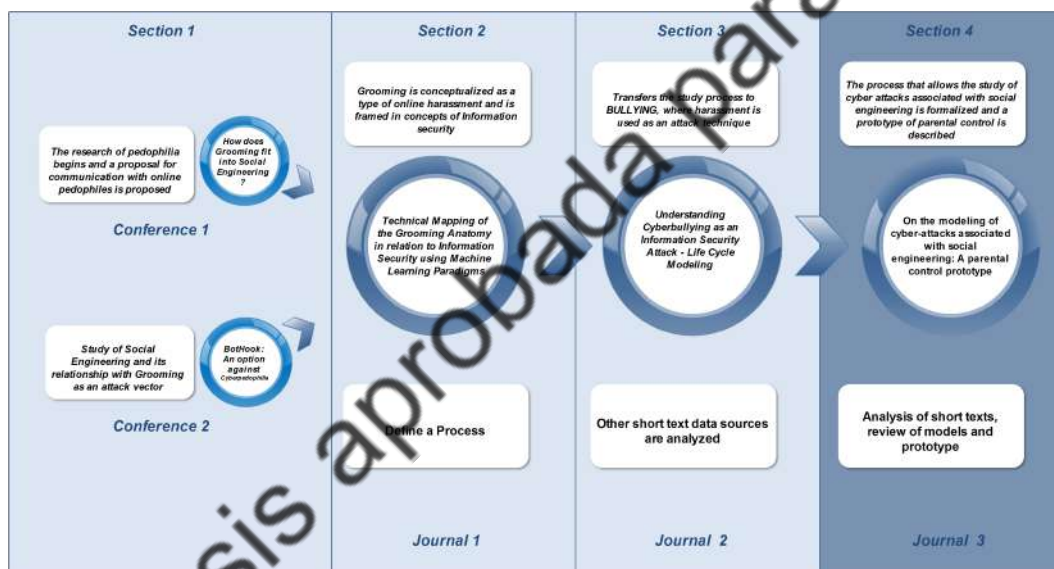 Section 1
The research of pedophilia
begins and a proposal for
communication with online
pedophiles is proposed
How does
Grooming fit
into Social
Engineering
?
Conference 1
Study of Social
Engineering and its
relationship with Grooming
as an attack vector
BotHook:
An option
against
Cyberpedophilia
Conference 2
Section 2
Grooming is conceptualized as a
type of online harassment and is
framed in concepts of Information
security
Technical Mapping of
the Grooming Anatomy
in relation to Information
Security using Machine
Learning Paradigms
Define a Process
Journal 1
Section 3
Transfers the study process to
BULLYING, where harassment is
used as an attack technique
Understanding
Cyberbullying as an
Information Security
Attack - Life Cycle
Modeling
Other short text data sources
are analyzed
Journal 2
Section 4
The process that allows the study of
cyber attacks associated with social
engineering is formalized and a
prototype of parental control is
described
On the modeling of
cyber-attacks associated
with social
engineering: A parental
control prototype
Analysis of short texts,
review of models and
prototype
Journal 3
sis aprobada para